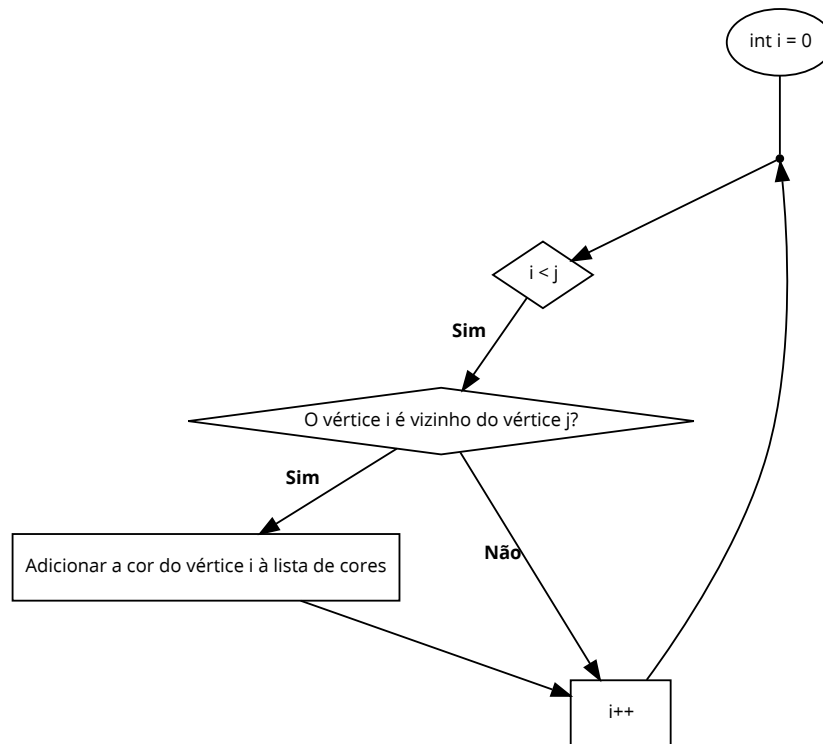 int i = 0
i < j
Sim
O vértice i é vizinho do vértice j?
Sim
Não
Adicionar a cor do vértice i à lista de cores
i++